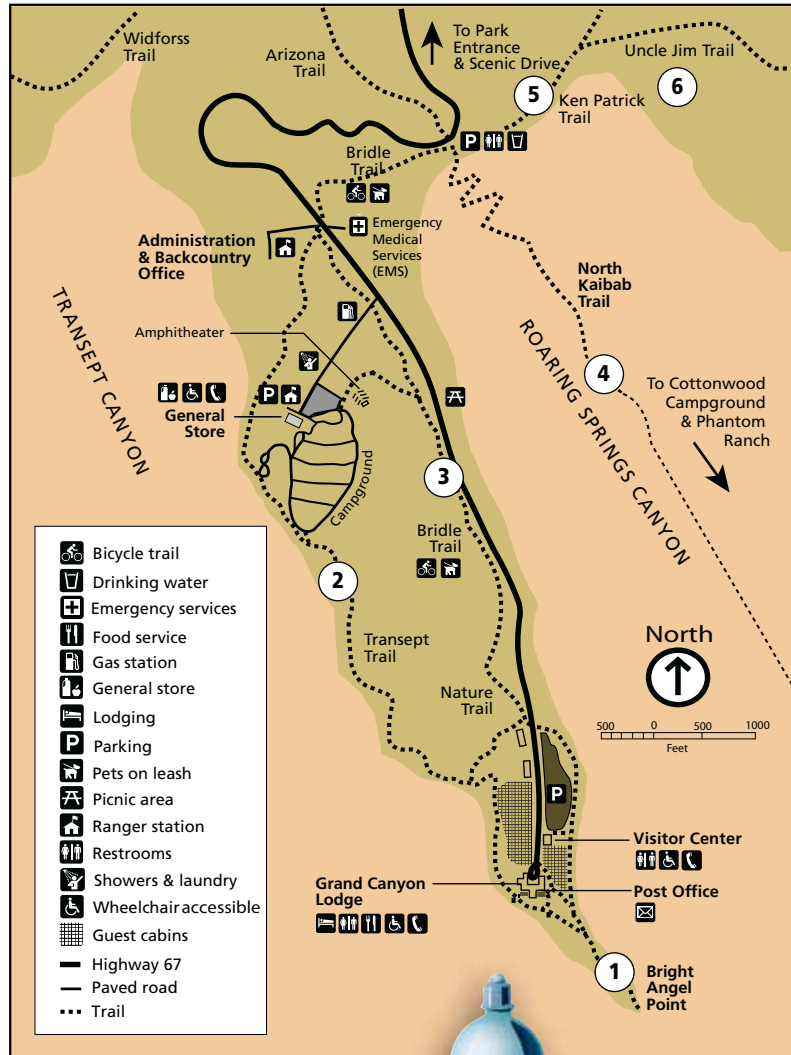 Widforss
Trail
Arizona
Trail
To Park
Entrance
& Scenic Drive
Uncle Jim Trail
6
5
Ken Patrick
Trail
P
Bridle
Trail
Emergency
Medical
Services
(EMS)
Administration
& Backcountry
Office
North
Kaibab
Trail
TRANSEPT CANYON
ROARING SPRINGS CANYON
Amphitheater
4
To Cottonwood
Campground
& Phantom
Ranch
P
General
Store
Campground
3
Bridle
Trail
2
Transept
Trail
North
Nature
Trail
500 0 500 1000
Feet
P
Visitor Center
Grand Canyon
Lodge
Post Office
1
Bright
Angel
Point
Bicycle trail
Drinking water
Emergency services
Food service
Gas station
General store
Lodging
P Parking
Pets on leash
Picnic area
Ranger station
Restrooms
Showers & laundry
Wheelchair accessible
Guest cabins
Highway 67
Paved road
Trail